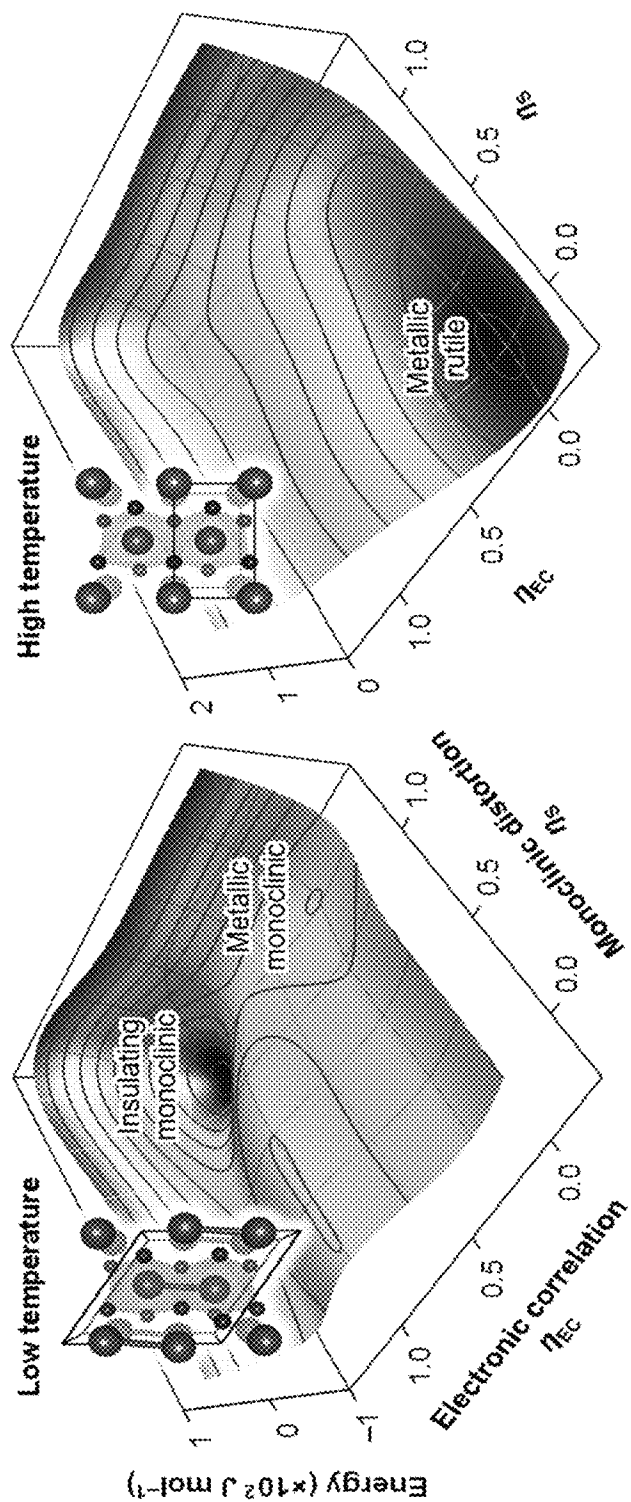 Low temperature
Insulating
monoclinic
Metallic
monoclinic
Energy (×10² J mol⁻¹)
1
0
−1
1.0
0.5
0.0
Electronic correlation
ηEC
0.0
0.5
1.0
Monoclinic distortion
ηS
High temperature
Metallic
rutile
2
1
0
1.0
0.5
0.0
ηEC
0.0
0.5
1.0
ηS